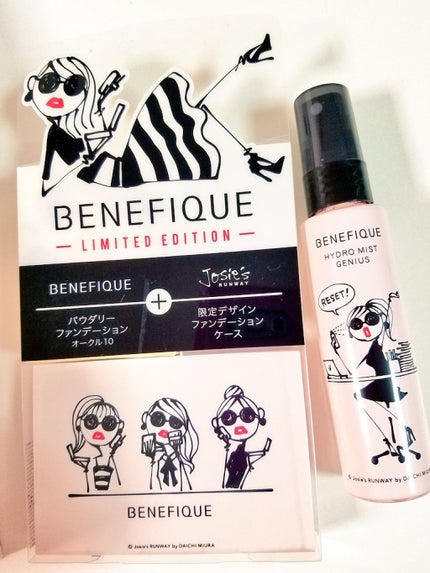 BENEFIQUE
LIMITED EDITION
BENEFIQUE
パウダリー
ファンデーション
オークル10
+
Josie's
RUNWAY
限定デザイン
ファンデーション
ケース
BENEFIQUE
© Josie's RUNWAY by DAICHI MIURA
BENEFIQUE
HYDRO MIST
GENIUS
RESET!
© Josie's RUNWAY by DAICHI MIURA